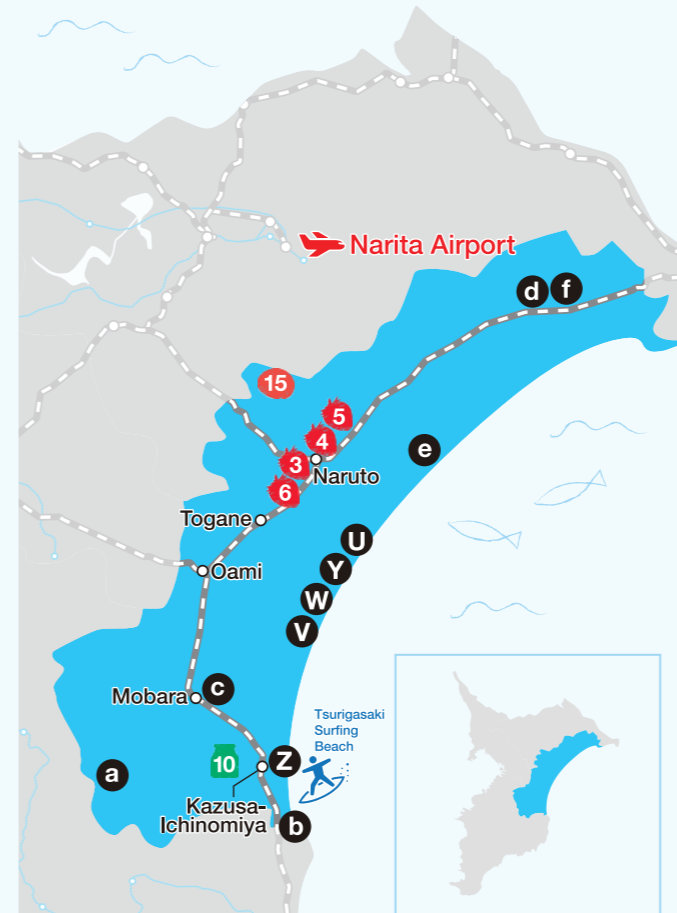 Narita Airport
d
f
15
5
4
3
Naruto
e
6
Togane
U
Oami
Y
W
V
Mobara
c
Tsurigasaki
Surfing
Beach
10
Z
a
Kazusa-
Ichinomiya
b